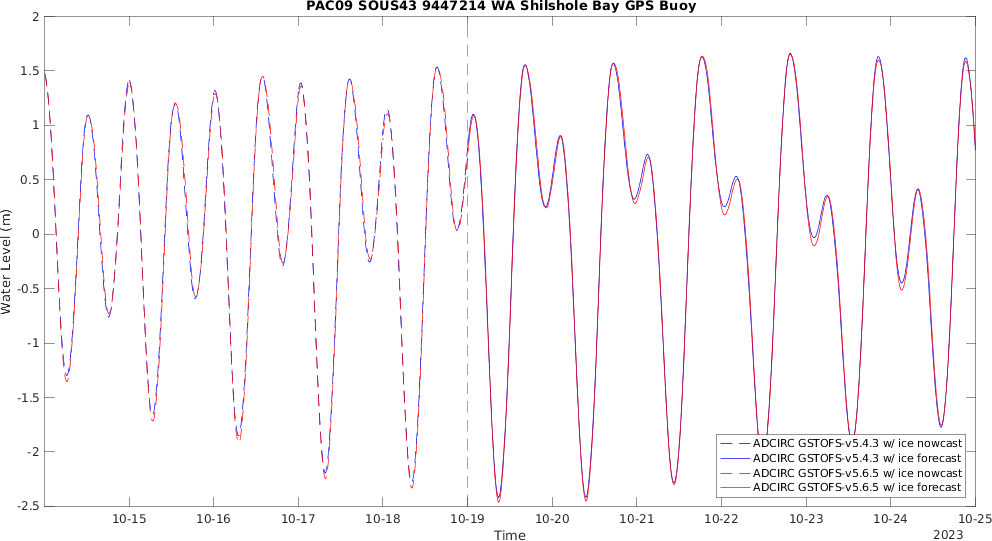 PAC09 SOUS43 9447214 WA Shilshole Bay GPS Buoy
2
1.5
1
0.5
0
-0.5
-1
-1.5
-2
-2.5
Water Level (m)
10-15 10-16 10-17 10-18 10-19 10-20 10-21 10-22 10-23 10-24 10-25
Time
2023
ADCIRC GSTOFS-v5.4.3 w/ ice nowcast
ADCIRC GSTOFS-v5.4.3 w/ ice forecast
ADCIRC GSTOFS-v5.6.5 w/ ice nowcast
ADCIRC GSTOFS-v5.6.5 w/ ice forecast